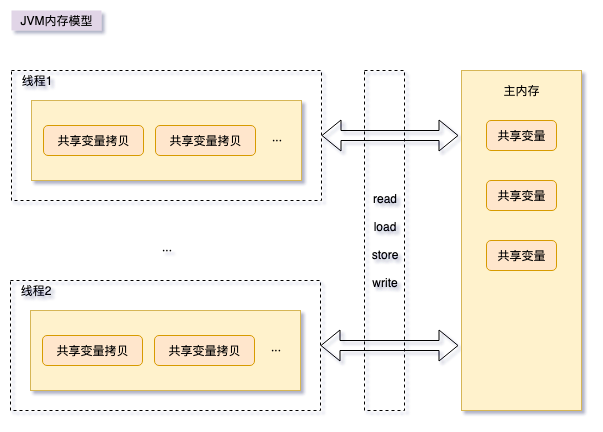 JVM内存模型
线程1
共享变量拷贝
共享变量拷贝
...
...
线程2
共享变量拷贝
共享变量拷贝
...
read
load
store
write
主内存
共享变量
共享变量
共享变量